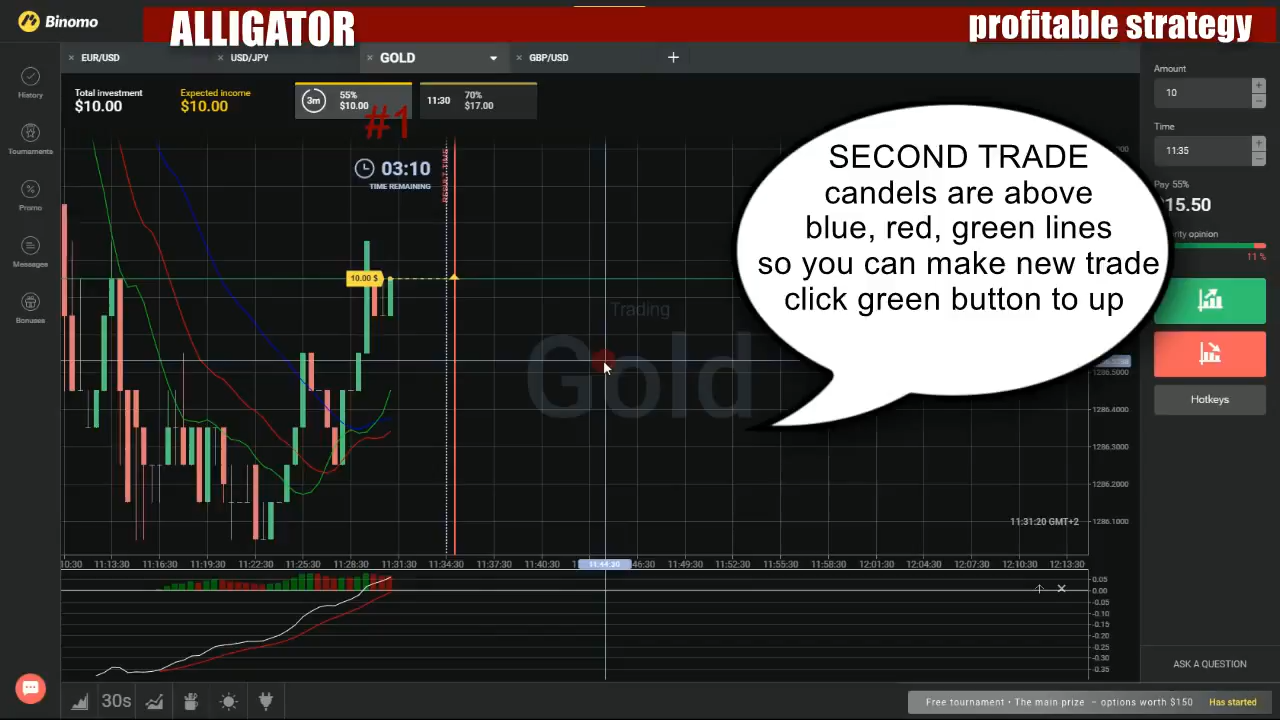 Binomo
ALLIGATOR
profitable strategy
EUR/USD
USD/JPY
GOLD
GBP/USD
+
History
Tournaments
Promo
Messages
Bonuses
Total investment
$10.00
Expected income
$10.00
3m
55%
$10.00
11:30
70%
$17.00
#1
03:10
TIME REMAINING
10.00 $
Trading
Gold
SECOND TRADE
candels are above
blue, red, green lines
so you can make new trade
click green button to up
Amount
10
Time
11:35
Pay 55%
15.50
opinion
11 %
Hotkeys
1286.5000
1286.4000
1286.3000
1286.2000
1286.1000
11:31:20 GMT+2
10:30 11:13:30 11:16:30 11:19:30 11:22:30 11:25:30 11:28:30 11:31:30 11:34:30 11:37:30 11:40:30 11:44:30 46:30 11:49:30 11:52:30 11:55:30 11:58:30 12:01:30 12:04:30 12:07:30 12:10:30 12:13:30
0.05
0.00
-0.05
-0.10
-0.15
-0.20
-0.25
-0.30
-0.35
30s
ASK A QUESTION
Free tournament • The main prize – options worth $150 Has started